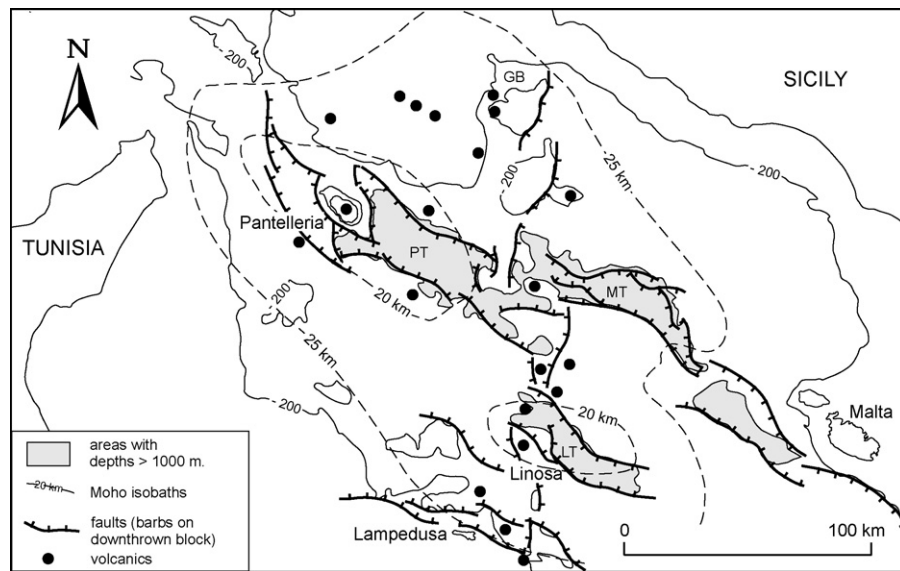 N
- 200
GB
SICILY
- 200
25 km
- 200
- 200
TUNISIA
Pantelleria
PT
MT
- 200
20 km
25 km
- 200
20 km
Malta
LT
Linosa
Lampedusa
0
100 km
areas with
depths > 1000 m.
20 km
Moho isobaths
faults (barbs on
downthrown block)
volcanics